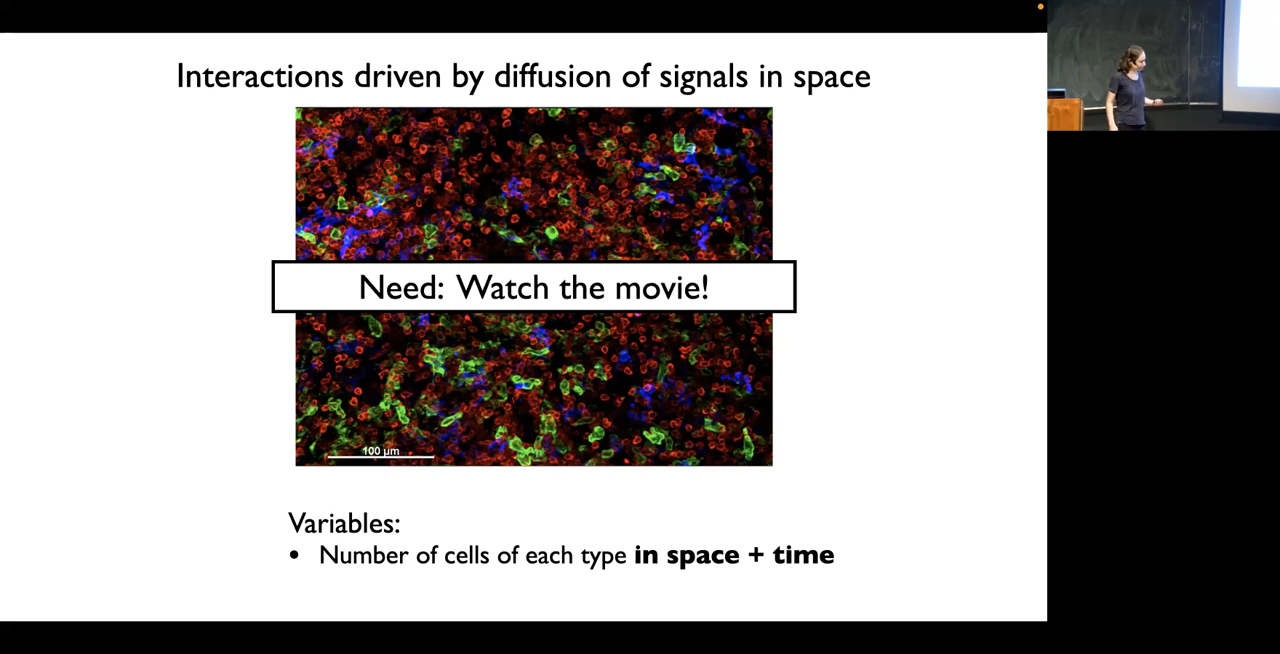 Interactions driven by diffusion of signals in space
Need: Watch the movie!
100 µm
Variables:
• Number of cells of each type in space + time